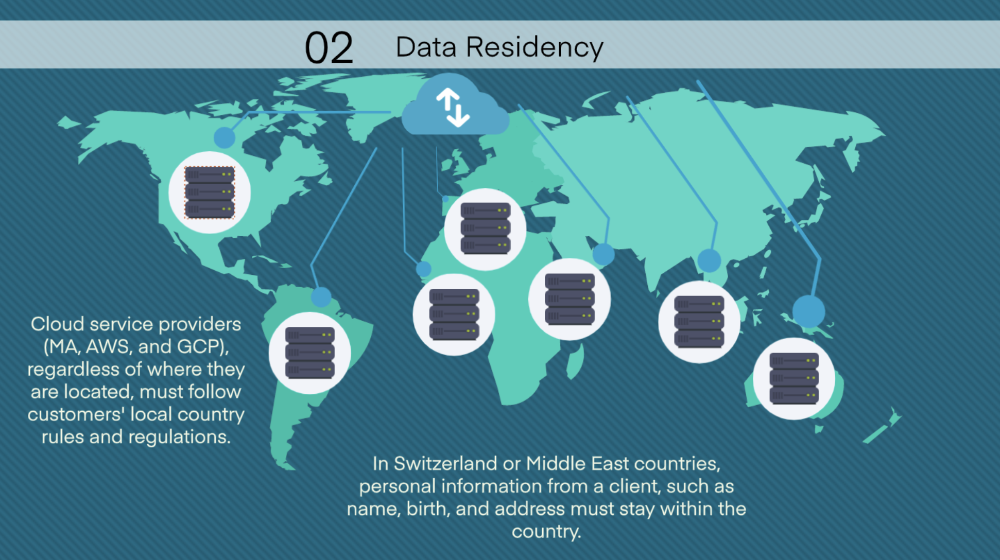 02 Data Residency
Cloud service providers
(MA, AWS, and GCP),
regardless of where they
are located, must follow
customers' local country
rules and regulations.
In Switzerland or Middle East countries,
personal information from a client, such as
name, birth, and address must stay within the
country.